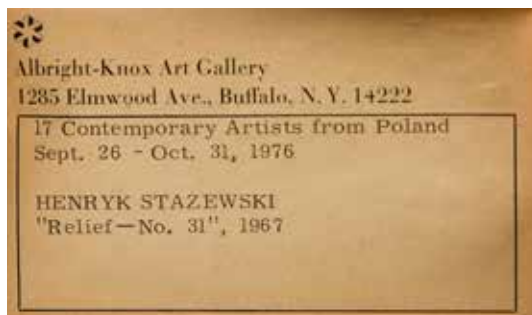 Albright-Knox Art Gallery
1285 Elmwood Ave., Buffalo, N. Y. 14222
17 Contemporary Artists from Poland
Sept. 26 - Oct. 31, 1976
HENRYK STAZEWSKI
"Relief—No. 31", 1967